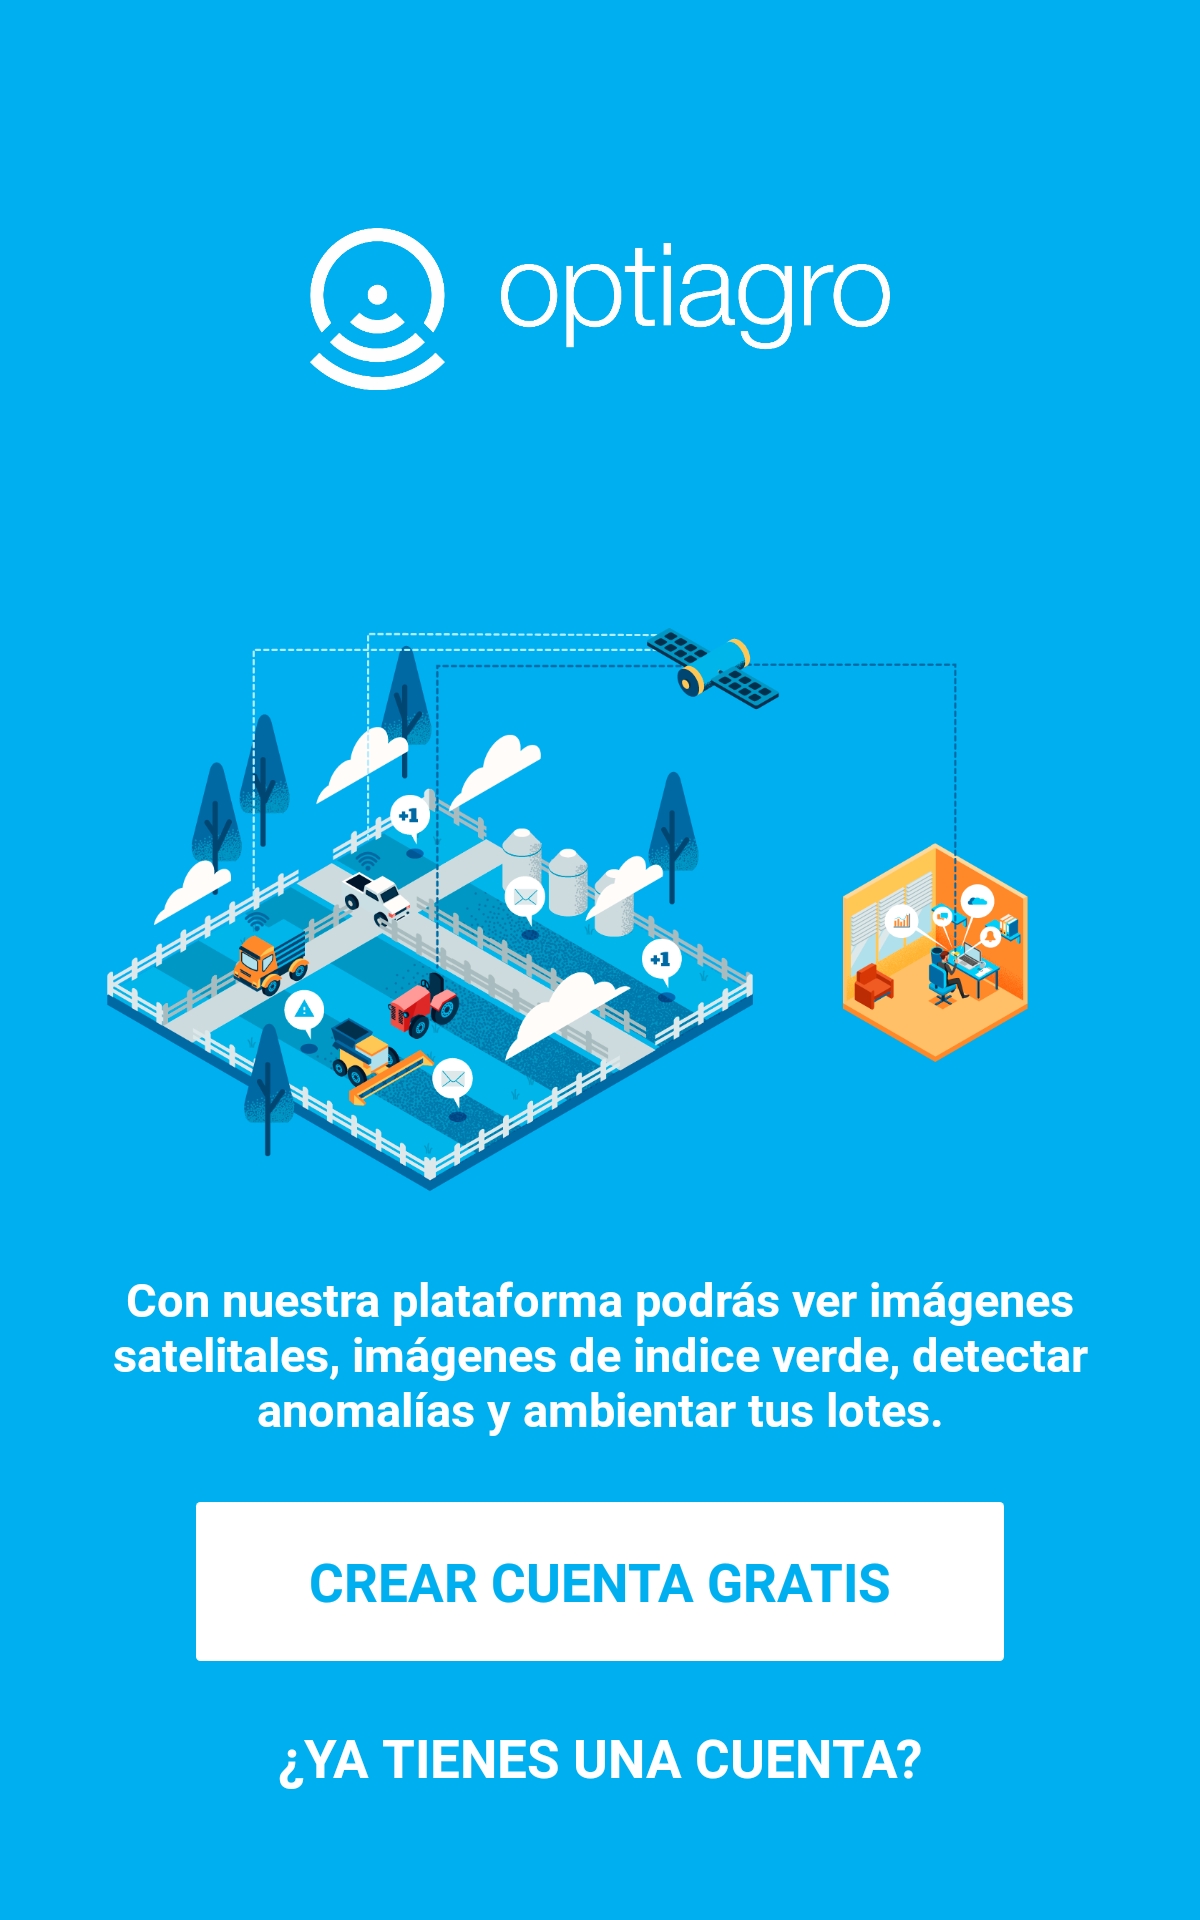 optiagro
+1
+1
Con nuestra plataforma podrás ver imágenes
satelitales, imágenes de indice verde, detectar
anomalías y ambientar tus lotes.
CREAR CUENTA GRATIS
¿YA TIENES UNA CUENTA?